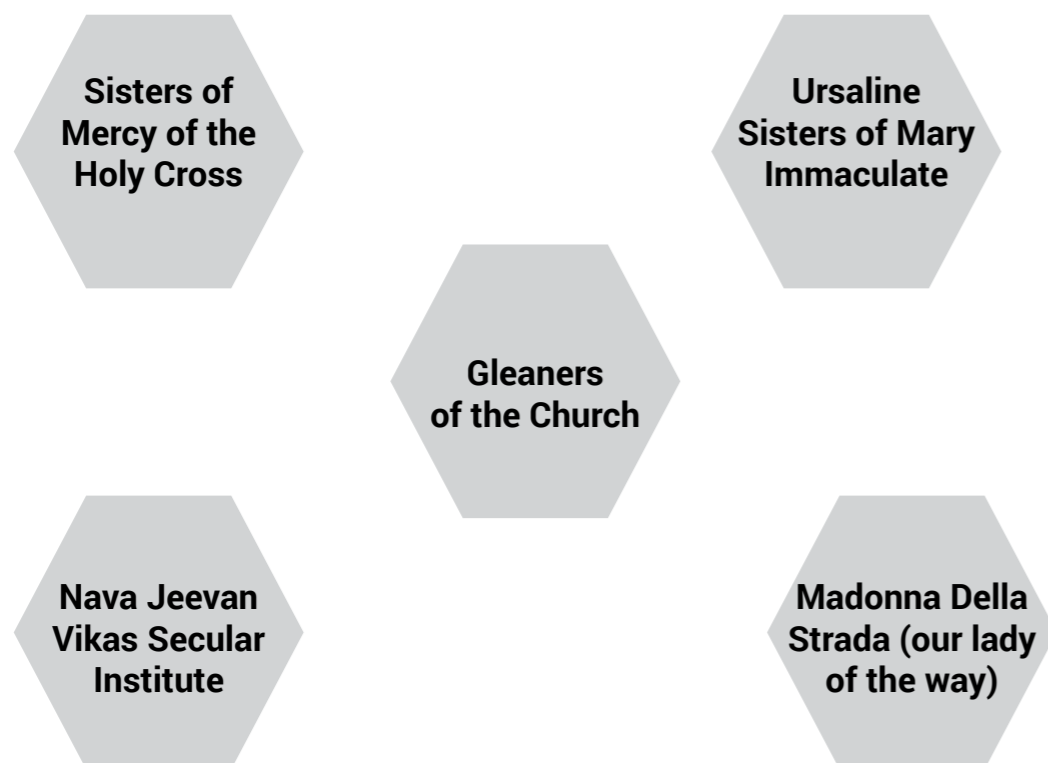 Sisters of
Mercy of the
Holy Cross
Ursaline
Sisters of Mary
Immaculate
Gleaners
of the Church
Nava Jeevan
Vikas Secular
Institute
Madonna Della
Strada (our lady
of the way)